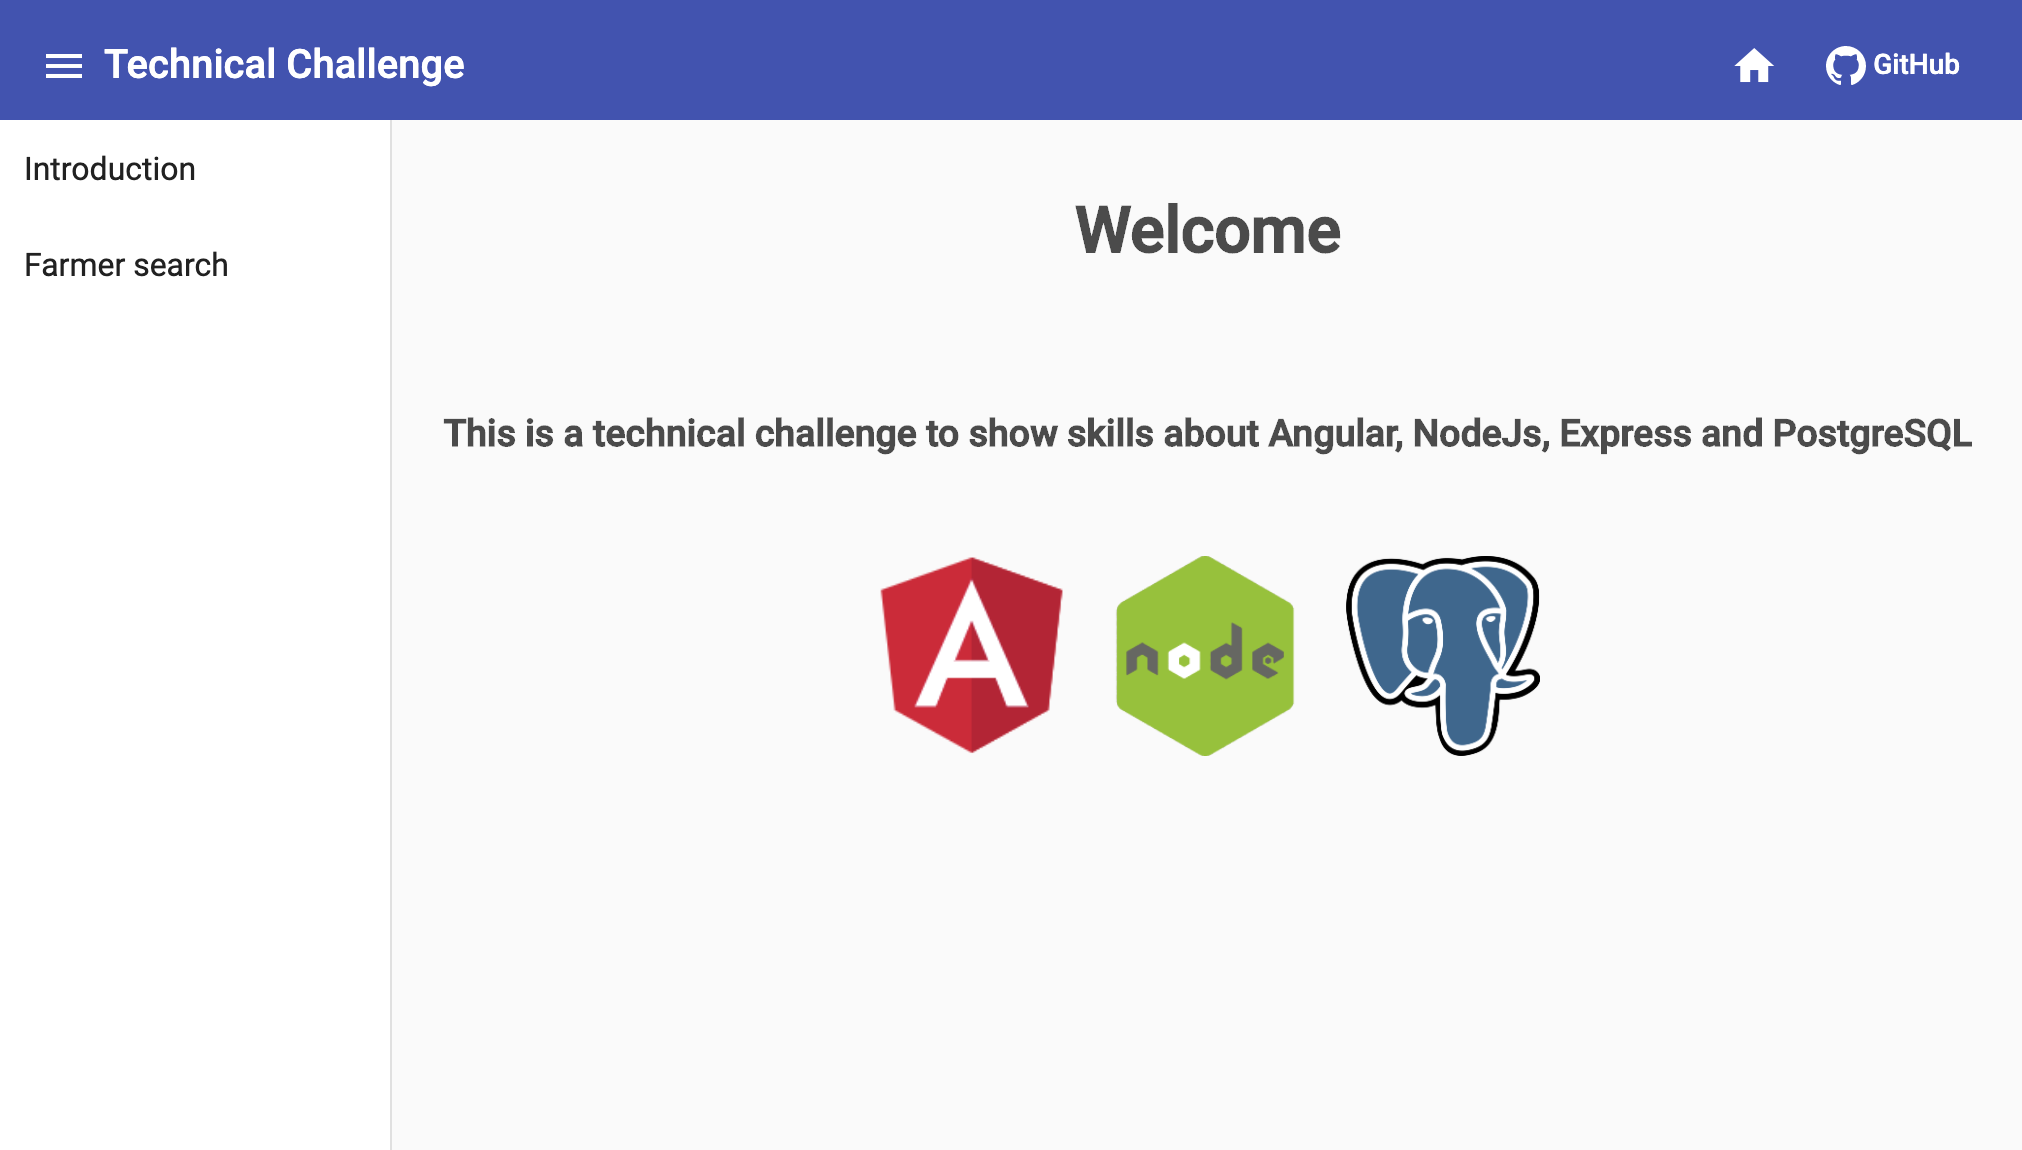 Technical Challenge
GitHub
Introduction
Farmer search
Welcome
This is a technical challenge to show skills about Angular, NodeJs, Express and PostgreSQL
A
node